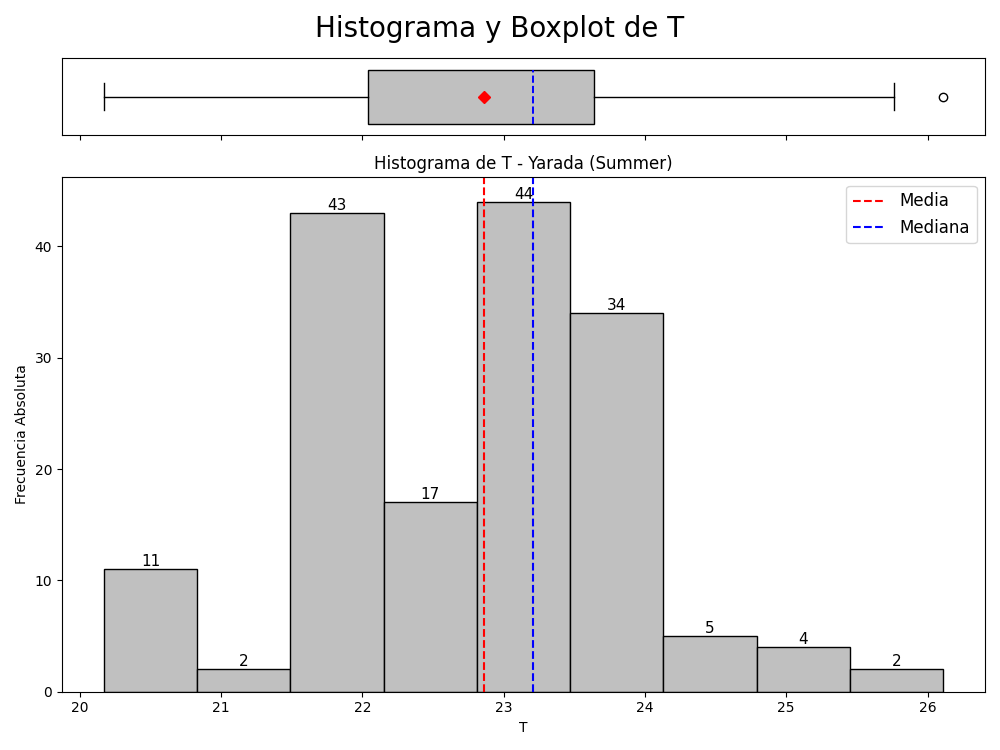 Histograma y Boxplot de T
Histograma de T - Yarada (Summer)
Media
Mediana
Frecuencia Absoluta
40
30
20
10
0
11
2
43
17
44
34
5
4
2
20 21 22 23 24 25 26
T